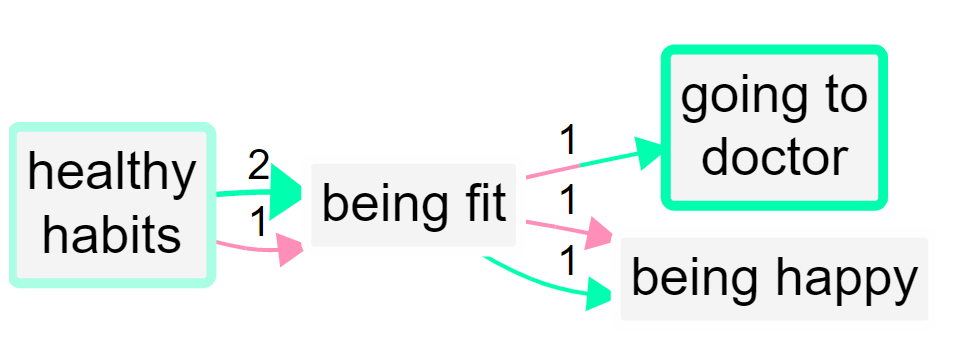 healthy
habits
2
1
being fit
1
1
1
going to
doctor
being happy